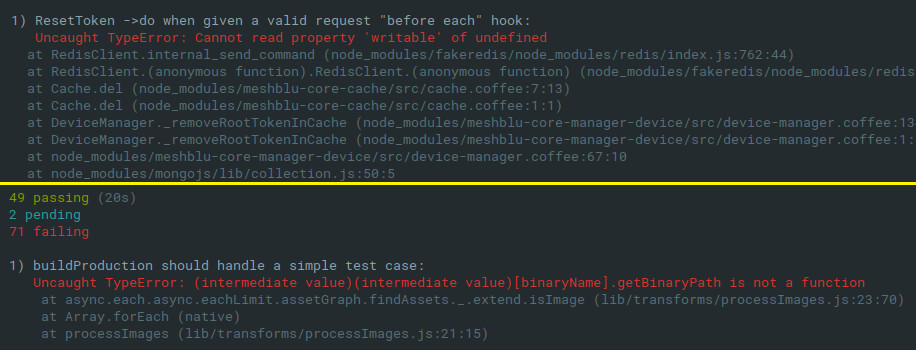 1) ResetToken ->do when given a valid request "before each" hook:
Uncaught TypeError: Cannot read property 'writable' of undefined
at RedisClient.internal_send_command (node_modules/fakeredis/node_modules/redis/index.js:762:44)
at RedisClient.(anonymous function).RedisClient.(anonymous function) (node_modules/fakeredis/node_modules/redis
at Cache.del (node_modules/meshblu-core-cache/src/cache.coffee:7:13)
at Cache.del (node_modules/meshblu-core-cache/src/cache.coffee:1:1)
at DeviceManager._removeRootTokenInCache (node_modules/meshblu-core-manager-device/src/device-manager.coffee:13
at DeviceManager._removeRootTokenInCache (node_modules/meshblu-core-manager-device/src/device-manager.coffee:1:
at node_modules/meshblu-core-manager-device/src/device-manager.coffee:67:10
at node_modules/mongojs/lib/collection.js:50:5
49 passing (20s)
2 pending
71 failing
1) buildProduction should handle a simple test case:
Uncaught TypeError: (intermediate value)(intermediate value)[binaryName].getBinaryPath is not a function
at async.each.async.eachLimit.assetGraph.findAssets._.extend.isImage (lib/transforms/processImages.js:23:70)
at Array.forEach (native)
at processImages (lib/transforms/processImages.js:21:15)